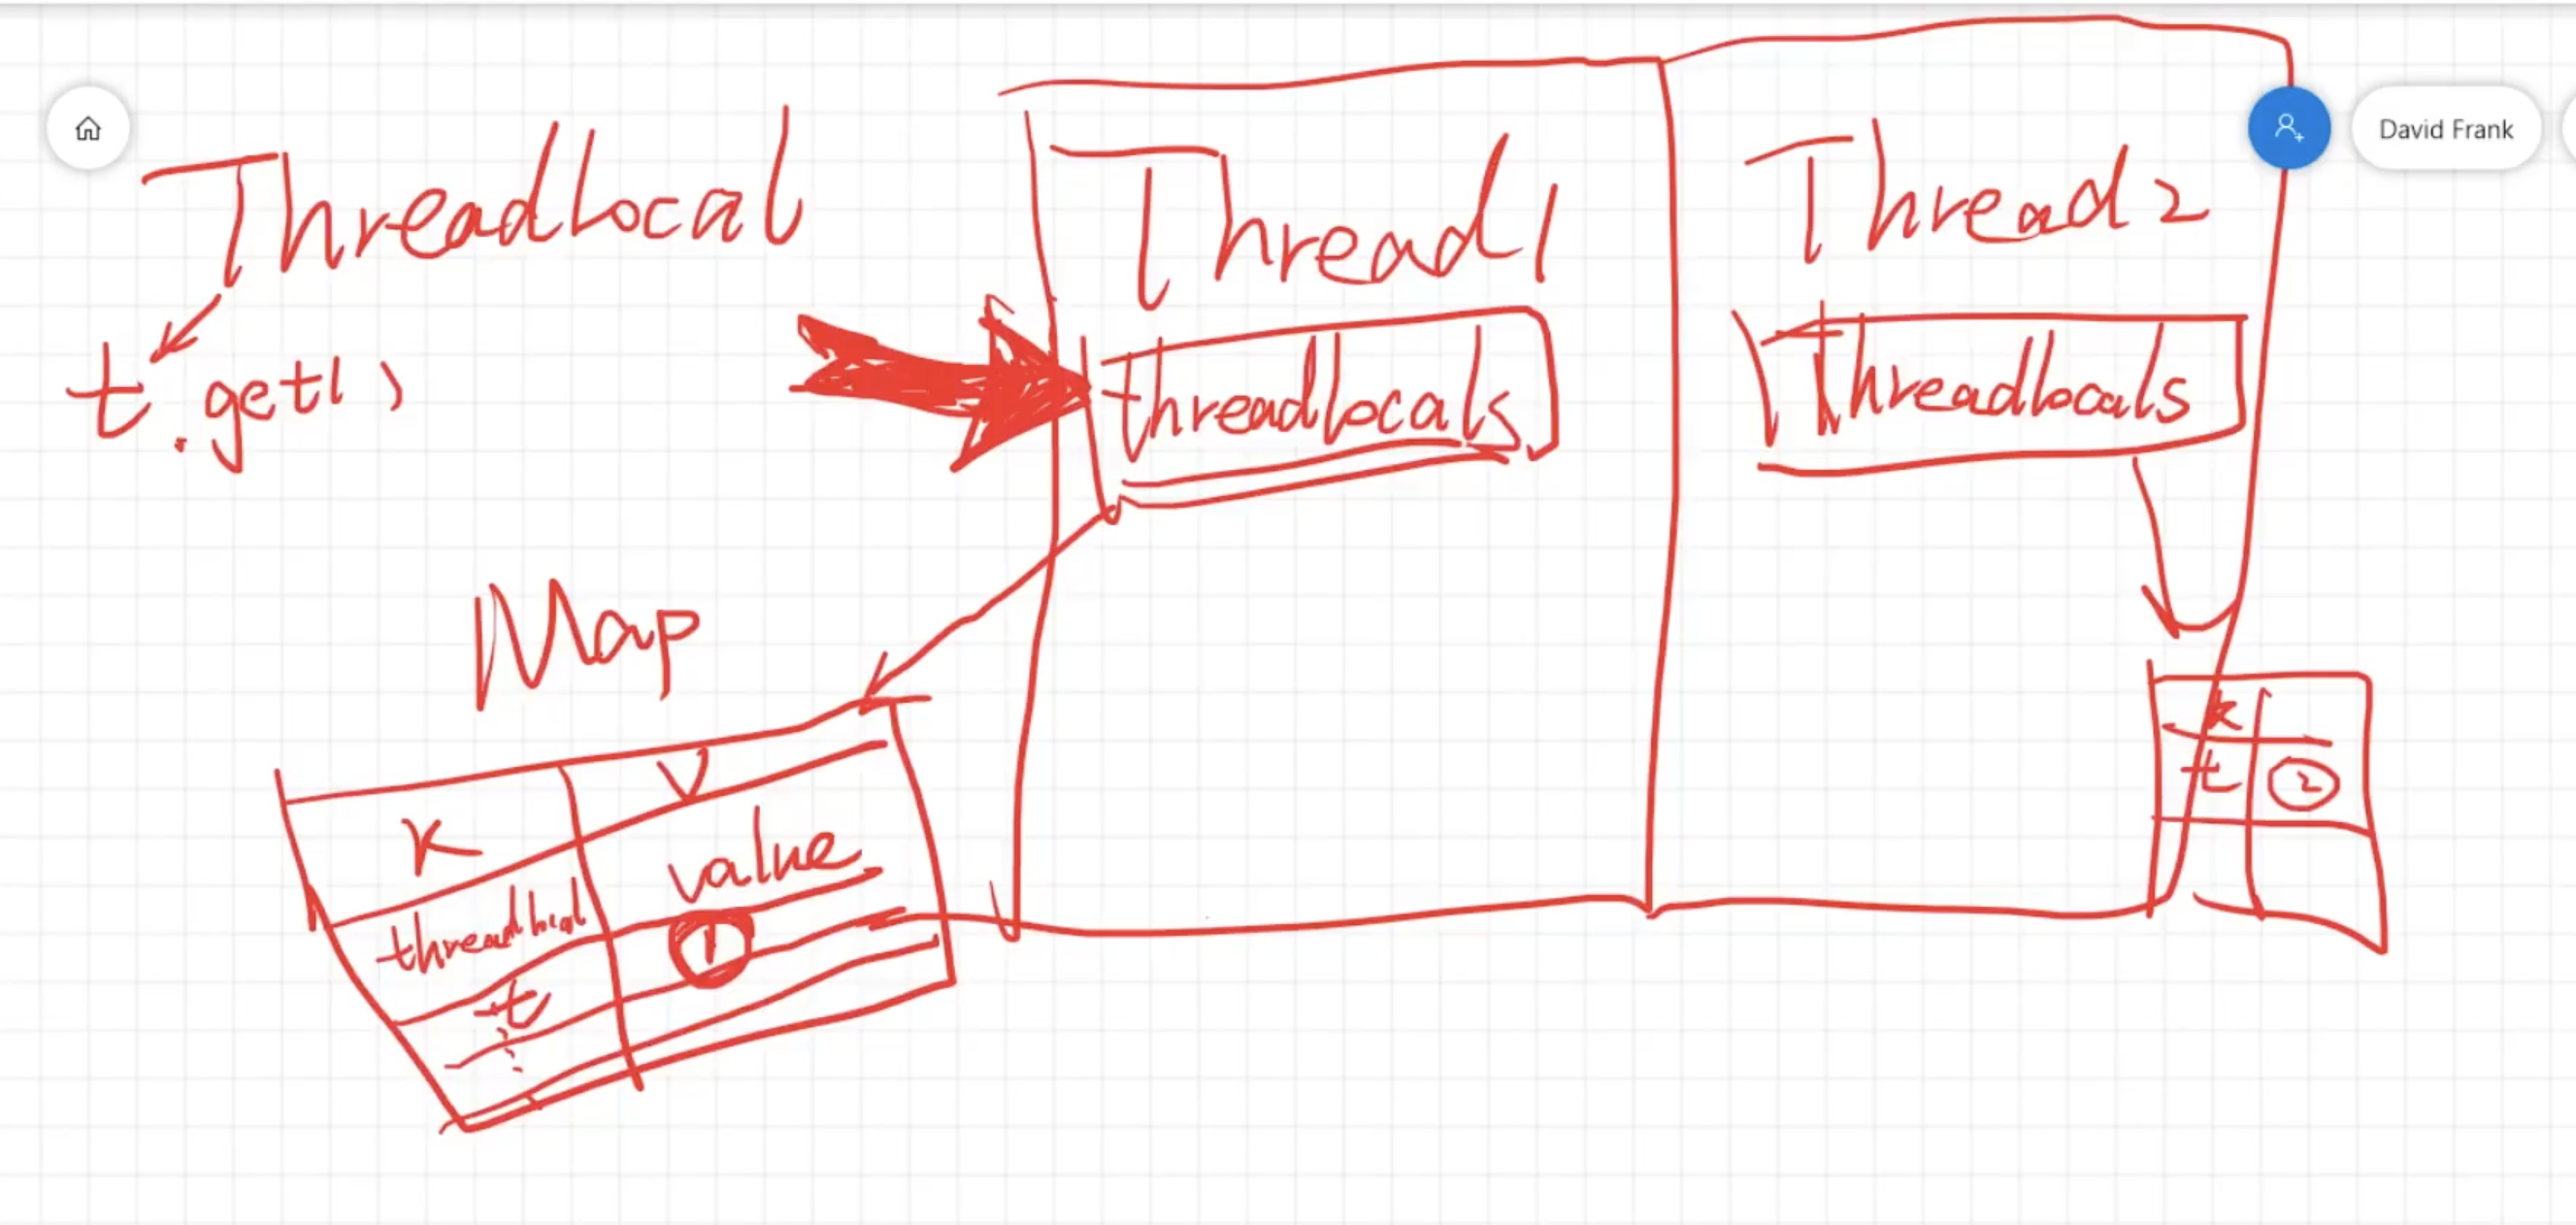 David Frank
Threadlocal
t.get()
Thread1
threadlocals
Thread2
Threadlocals
Map
K
V
threadlocal
value
t
1
K
t
2